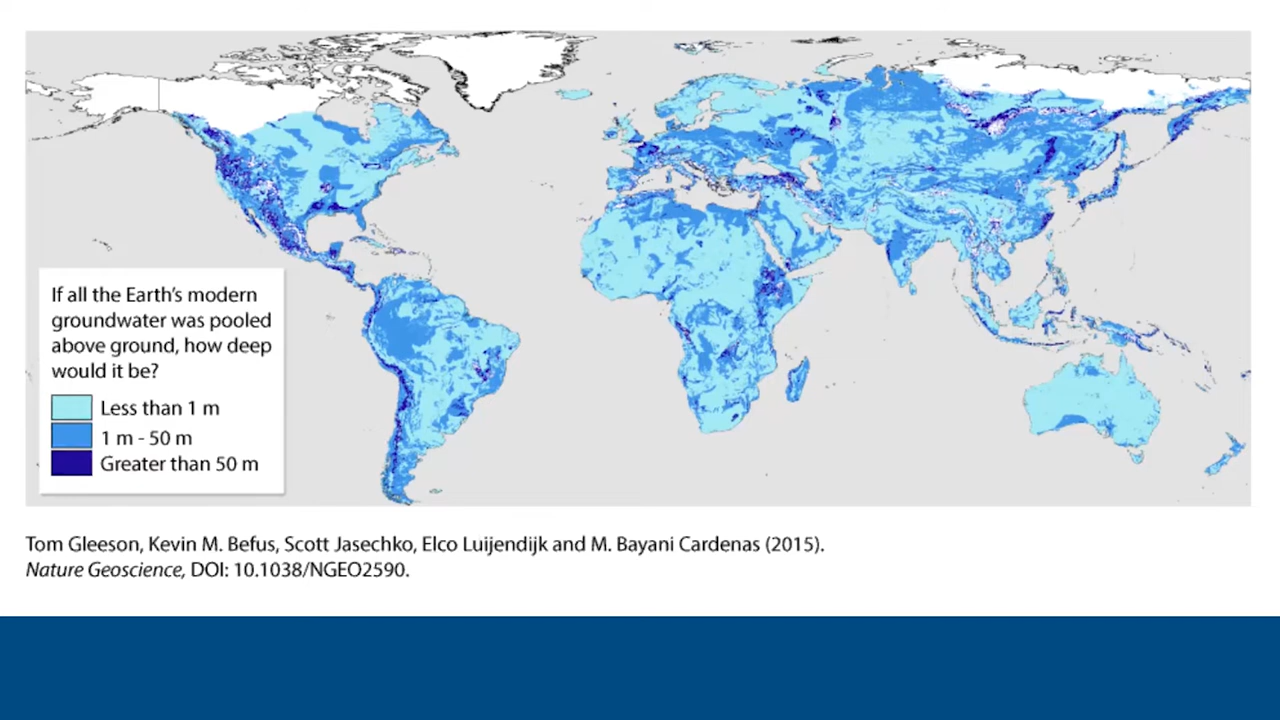 If all the Earth's modern
groundwater was pooled
above ground, how deep
would it be?
Less than 1 m
1 m - 50 m
Greater than 50 m
Tom Gleeson, Kevin M. Befus, Scott Jasechko, Elco Luijendijk and M. Bayani Cardenas (2015).
Nature Geoscience, DOI: 10.1038/NGEO2590.